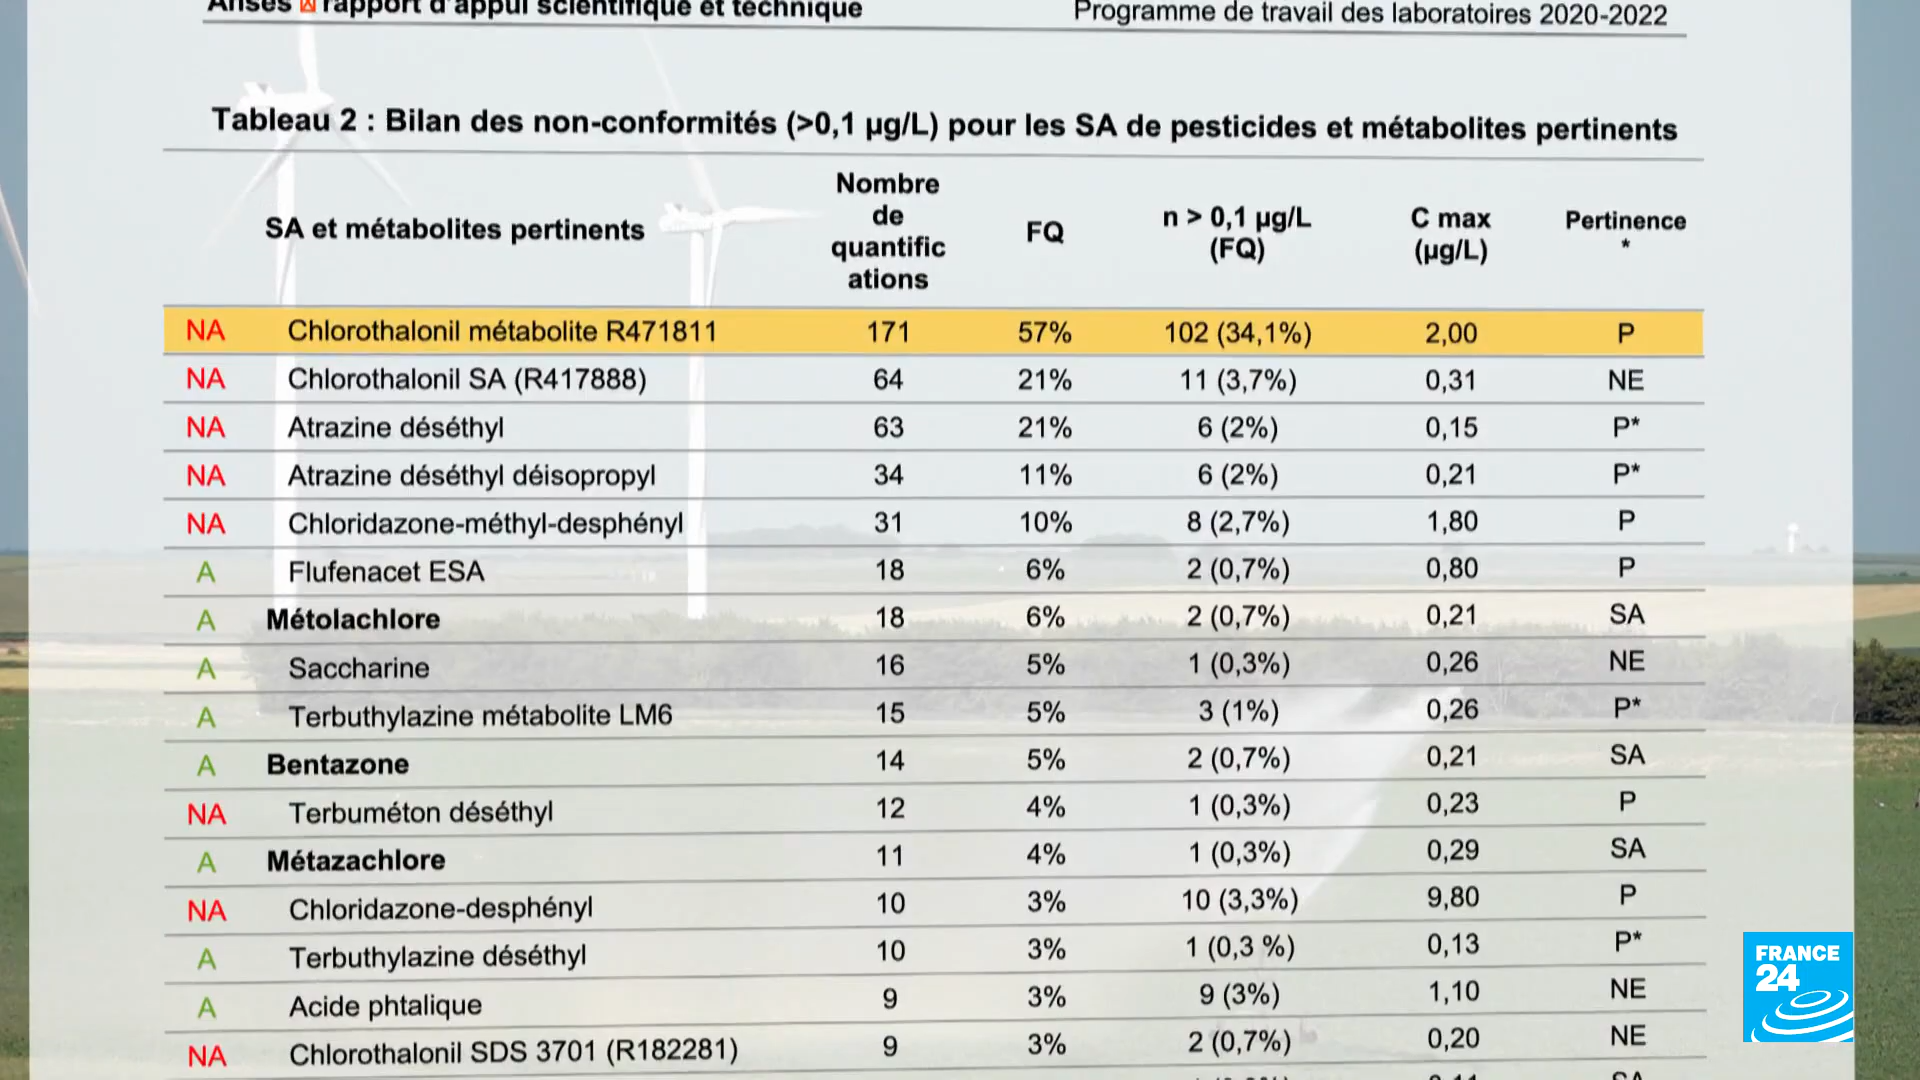 Anses rapport d'appui scientifique et technique Programme de travail des laboratoires 2020-2022
Tableau 2 : Bilan des non-conformités (>0,1 µg/L) pour les SA de pesticides et métabolites pertinents
SA et métabolites pertinents Nombre de quantific ations FQ n > 0,1 µg/L (FQ) C max (µg/L) Pertinence *
NA Chlorothalonil métabolite R471811 171 57% 102 (34,1%) 2,00 P
NA Chlorothalonil SA (R417888) 64 21% 11 (3,7%) 0,31 NE
NA Atrazine déséthyl 63 21% 6 (2%) 0,15 P*
NA Atrazine déséthyl déisopropyl 34 11% 6 (2%) 0,21 P*
NA Chloridazone-méthyl-desphényl 31 10% 8 (2,7%) 1,80 P
A Flufenacet ESA 18 6% 2 (0,7%) 0,80 P
A Métolachlore 18 6% 2 (0,7%) 0,21 SA
A Saccharine 16 5% 1 (0,3%) 0,26 NE
A Terbuthylazine métabolite LM6 15 5% 3 (1%) 0,26 P*
A Bentazone 14 5% 2 (0,7%) 0,21 SA
NA Terbuméton déséthyl 12 4% 1 (0,3%) 0,23 P
A Métazachlore 11 4% 1 (0,3%) 0,29 SA
NA Chloridazone-desphényl 10 3% 10 (3,3%) 9,80 P
A Terbuthylazine déséthyl 10 3% 1 (0,3 %) 0,13 P*
A Acide phtalique 9 3% 9 (3%) 1,10 NE
NA Chlorothalonil SDS 3701 (R182281) 9 3% 2 (0,7%) 0,20 NE
FRANCE
24